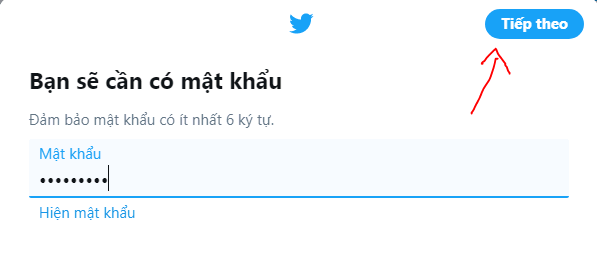 Tiếp theo
Bạn sẽ cần có mật khẩu
Đảm bảo mật khẩu có ít nhất 6 ký tự.
Mật khẩu
•••••••••
Hiện mật khẩu